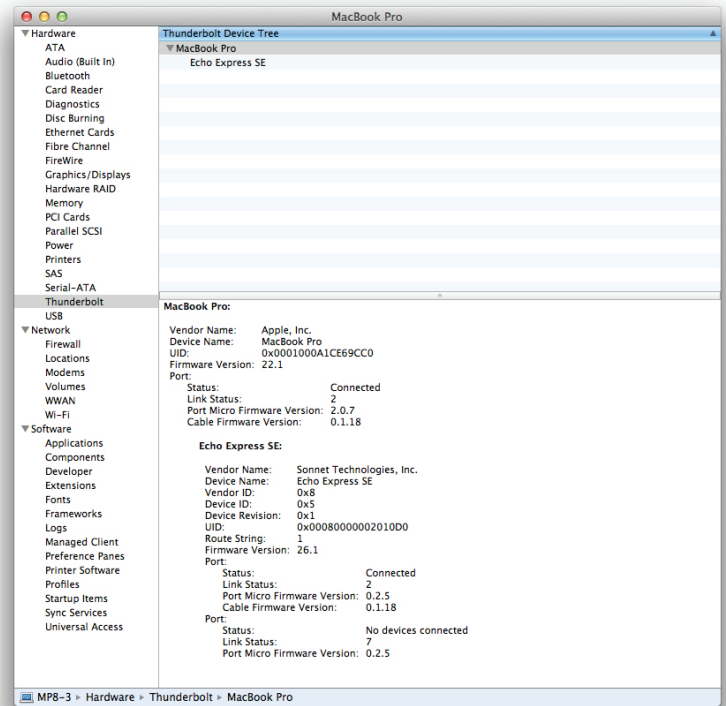 MacBook Pro
▼Hardware
ATA
Audio (Built In)
Bluetooth
Card Reader
Diagnostics
Disc Burning
Ethernet Cards
Fibre Channel
FireWire
Graphics/Displays
Hardware RAID
Memory
PCI Cards
Parallel SCSI
Power
Printers
SAS
Serial-ATA
Thunderbolt
USB
▼Network
Firewall
Locations
Modems
Volumes
WWAN
Wi-Fi
▼Software
Applications
Components
Developer
Extensions
Fonts
Frameworks
Logs
Managed Client
Preference Panes
Printer Software
Profiles
Startup Items
Sync Services
Universal Access
Thunderbolt Device Tree
▼MacBook Pro
Echo Express SE
MacBook Pro:
Vendor Name: Apple, Inc.
Device Name: MacBook Pro
UID: 0x0001000A1CE69CC0
Firmware Version: 22.1
Port:
Status: Connected
Link Status: 2
Port Micro Firmware Version: 2.0.7
Cable Firmware Version: 0.1.18
Echo Express SE:
Vendor Name: Sonnet Technologies, Inc.
Device Name: Echo Express SE
Vendor ID: 0x8
Device ID: 0x5
Device Revision: 0x1
UID: 0x00080000002010D0
Route String: 1
Firmware Version: 26.1
Port:
Status: Connected
Link Status: 2
Port Micro Firmware Version: 0.2.5
Cable Firmware Version: 0.1.18
Port:
Status: No devices connected
Link Status: 7
Port Micro Firmware Version: 0.2.5
MP8-3 ▸ Hardware ▸ Thunderbolt ▸ MacBook Pro